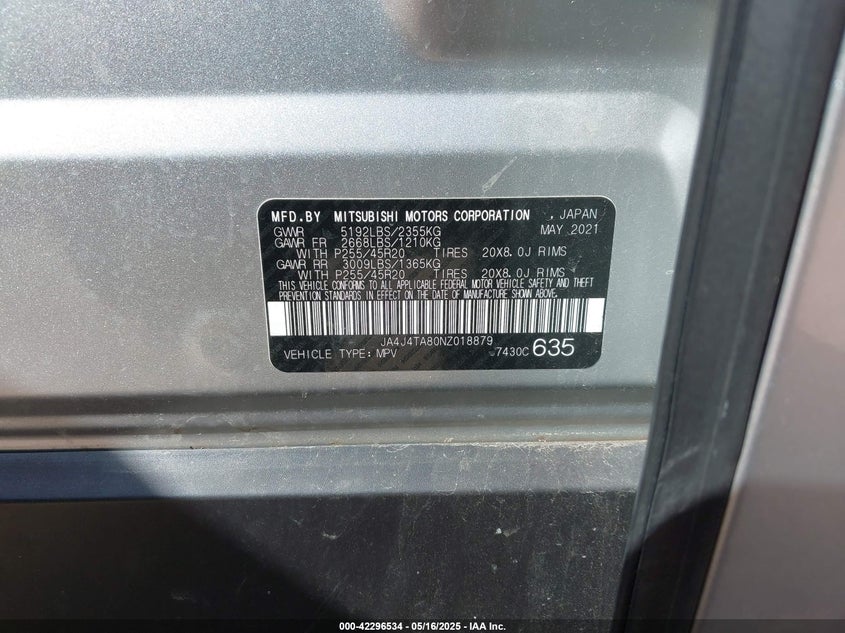 MFD.BY MITSUBISHI MOTORS CORPORATION , JAPAN
GVWR 5192LBS/2355KG MAY 2021
GAWR FR 2668LBS/1210KG
WITH P255/45R20 TIRES 20X8.0J RIMS
GAWR RR 3009LBS/1365KG
WITH P255/45R20 TIRES 20X8.0J RIMS
THIS VEHICLE CONFORMS TO ALL APPLICABLE FEDERAL MOTOR VEHICLE SAFETY AND THEFT
PREVENTION STANDARDS IN EFFECT ON THE DATE OF MANUFACTURE SHOWN ABOVE.
JA4J4TA80NZ018879
VEHICLE TYPE: MPV 7430C 635
000-42296534 - 05/16/2025 - IAA Inc.